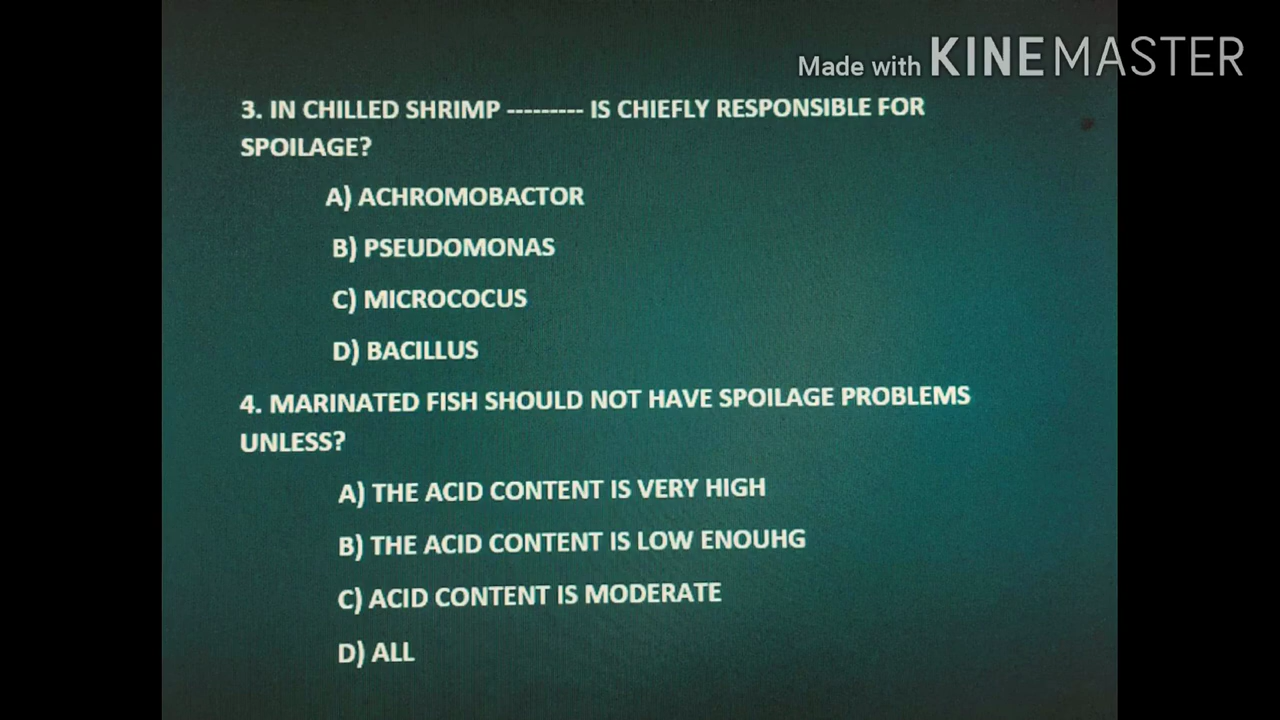 Made with KINEMASTER
3. IN CHILLED SHRIMP --------- IS CHIEFLY RESPONSIBLE FOR
SPOILAGE?
A) ACHROMOBACTOR
B) PSEUDOMONAS
C) MICROCOCUS
D) BACILLUS
4. MARINATED FISH SHOULD NOT HAVE SPOILAGE PROBLEMS
UNLESS?
A) THE ACID CONTENT IS VERY HIGH
B) THE ACID CONTENT IS LOW ENOUHG
C) ACID CONTENT IS MODERATE
D) ALL